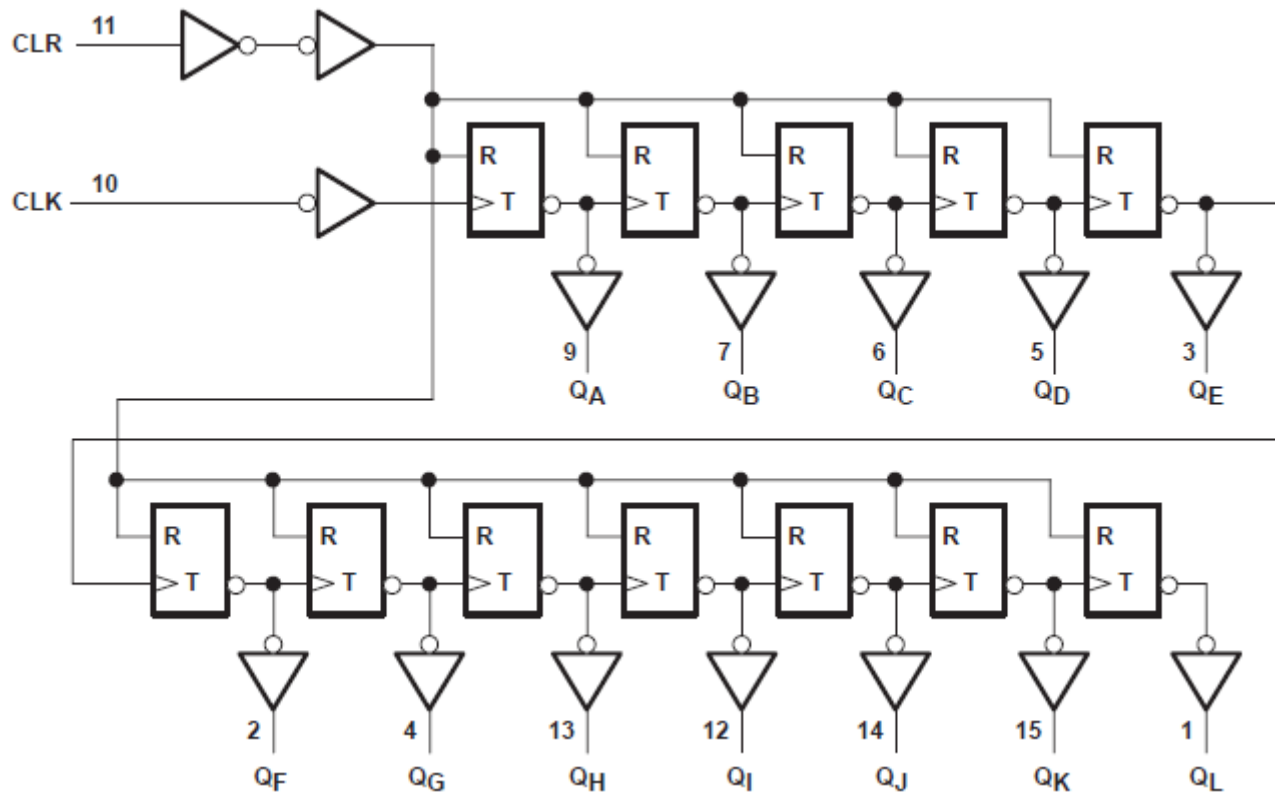 CLR 11
R R R R R
CLK 10
T T T T T
9 7 6 5 3
QA QB QC QD QE
R R R R R R R
T T T T T T T
2 4 13 12 14 15 1
QF QG QH QI QJ QK QL